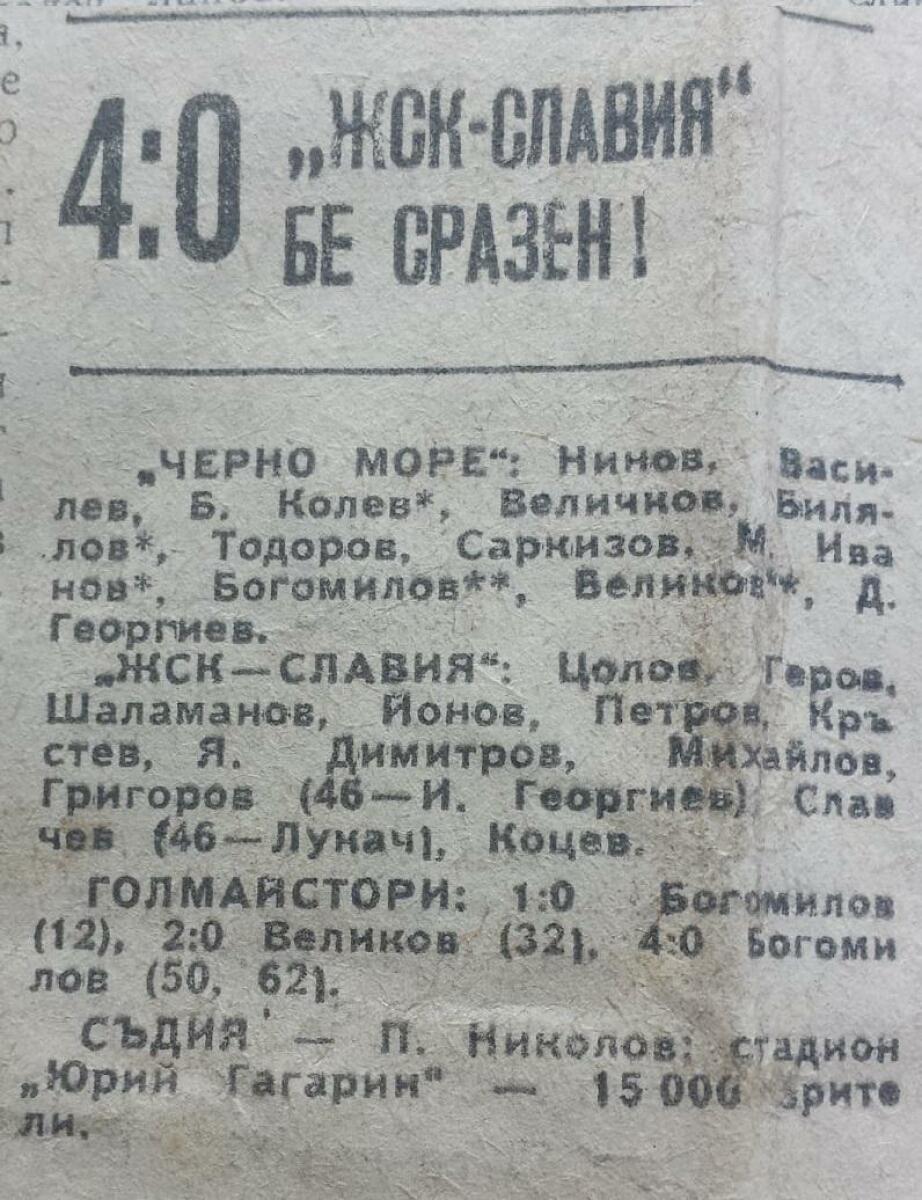 4:0 „ЖСК-СЛАВИЯ“
БЕ СРАЗЕН!
„ЧЕРНО МОРЕ“: Нинов, Васи-
лев, Б. Колев*, Величков, Биля-
лов*, Тодоров, Саркизов, М. Ива
нов*, Богомилов**, Великов**, Д.
Георгиев.
„ЖСК—СЛАВИЯ“: Цолов, Геров,
Шаламанов, Йонов, Петров, Кръ
стев, Я. Димитров, Михайлов,
Григоров (46—И. Георгиев), Слав
чев (46—Лукач), Коцев.
ГОЛМАЙСТОРИ: 1:0 Богомилов
(12), 2:0 Великов (32), 4:0 Богоми
лов (50, 62).
СЪДИЯ — П. Николов; стадион
„Юрий Гагарин“ — 15 000 зрите
ли.